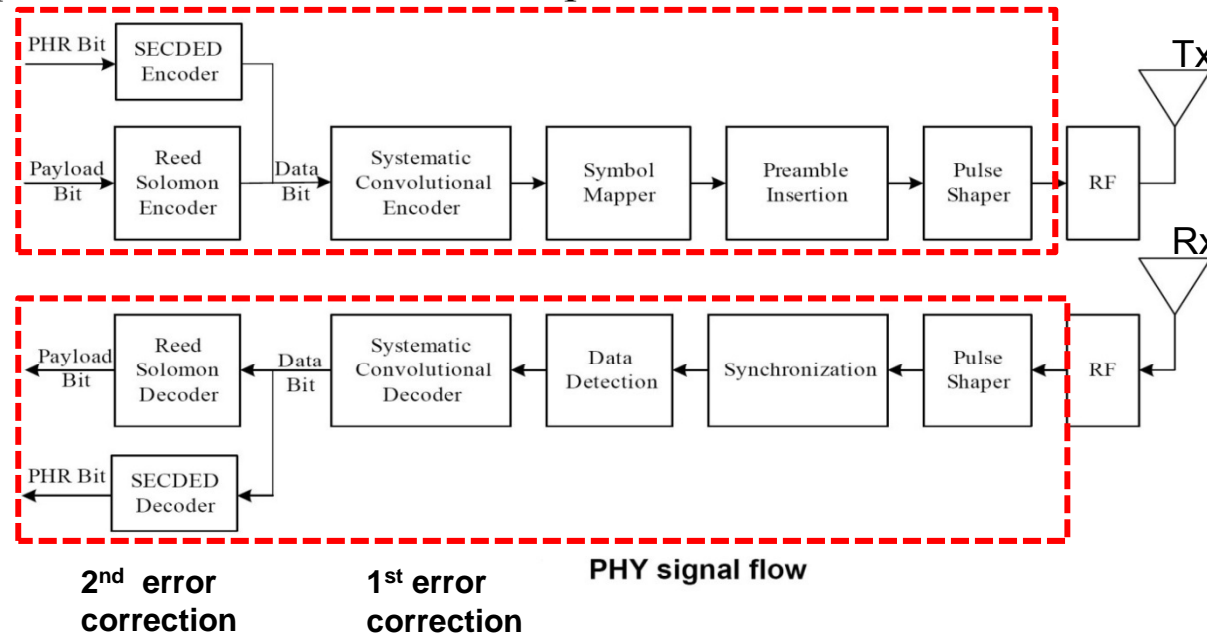 PHR Bit
SECDED
Encoder
Tx
Payload
Bit
Reed
Solomon
Encoder
Data
Bit
Systematic
Convolutional
Encoder
Symbol
Mapper
Preamble
Insertion
Pulse
Shaper
RF
Rx
Payload
Bit
Reed
Solomon
Decoder
Data
Bit
Systematic
Convolutional
Decoder
Data
Detection
Synchronization
Pulse
Shaper
RF
PHR Bit
SECDED
Decoder
PHY signal flow
2nd error
correction
1st error
correction